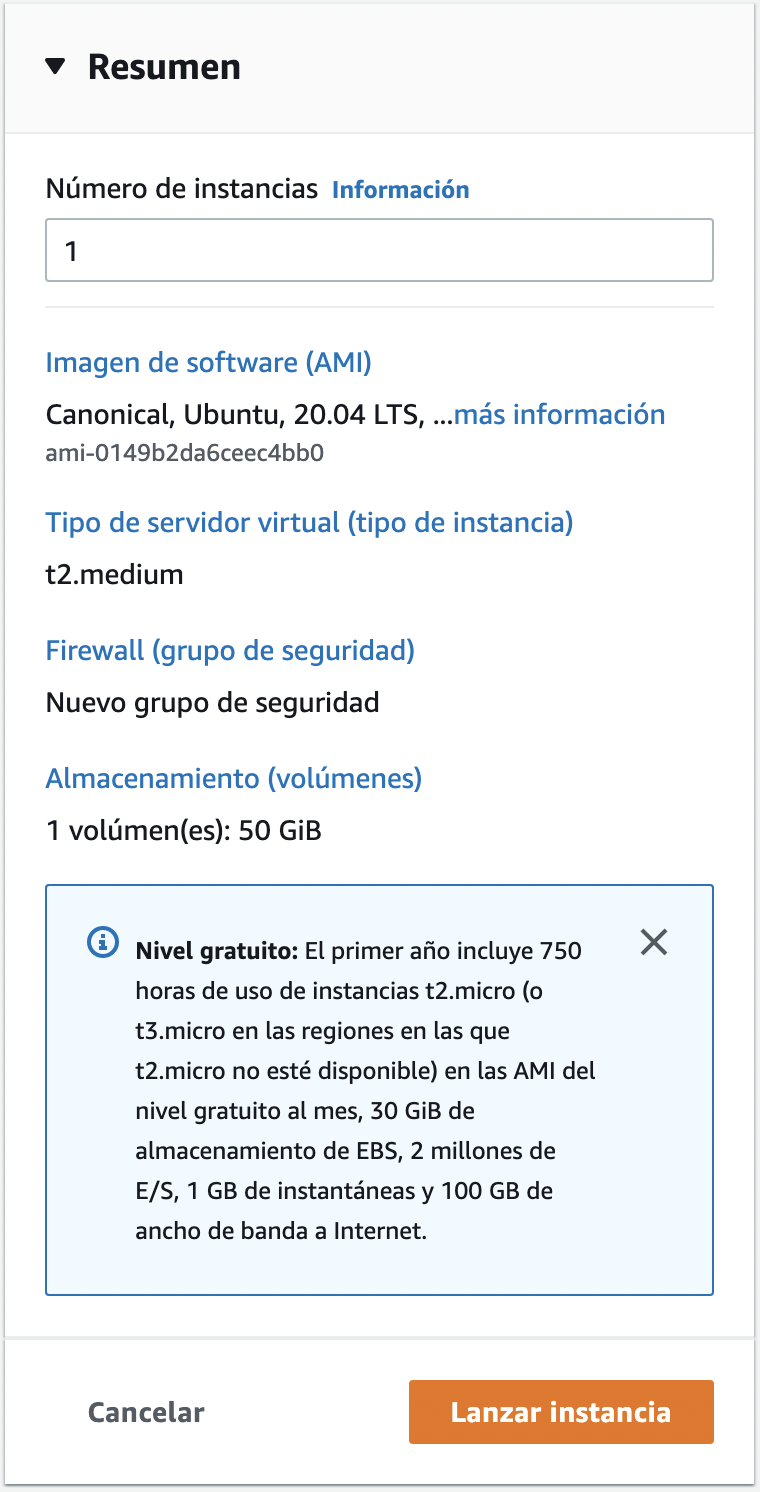 Resumen
Número de instancias Información
1
Imagen de software (AMI)
Canonical, Ubuntu, 20.04 LTS, ...más información
ami-0149b2da6ceec4bb0
Tipo de servidor virtual (tipo de instancia)
t2.medium
Firewall (grupo de seguridad)
Nuevo grupo de seguridad
Almacenamiento (volúmenes)
1 volúmen(es): 50 GiB
Nivel gratuito: El primer año incluye 750
horas de uso de instancias t2.micro (o
t3.micro en las regiones en las que
t2.micro no esté disponible) en las AMI del
nivel gratuito al mes, 30 GiB de
almacenamiento de EBS, 2 millones de
E/S, 1 GB de instantáneas y 100 GB de
ancho de banda a Internet.
Cancelar Lanzar instancia